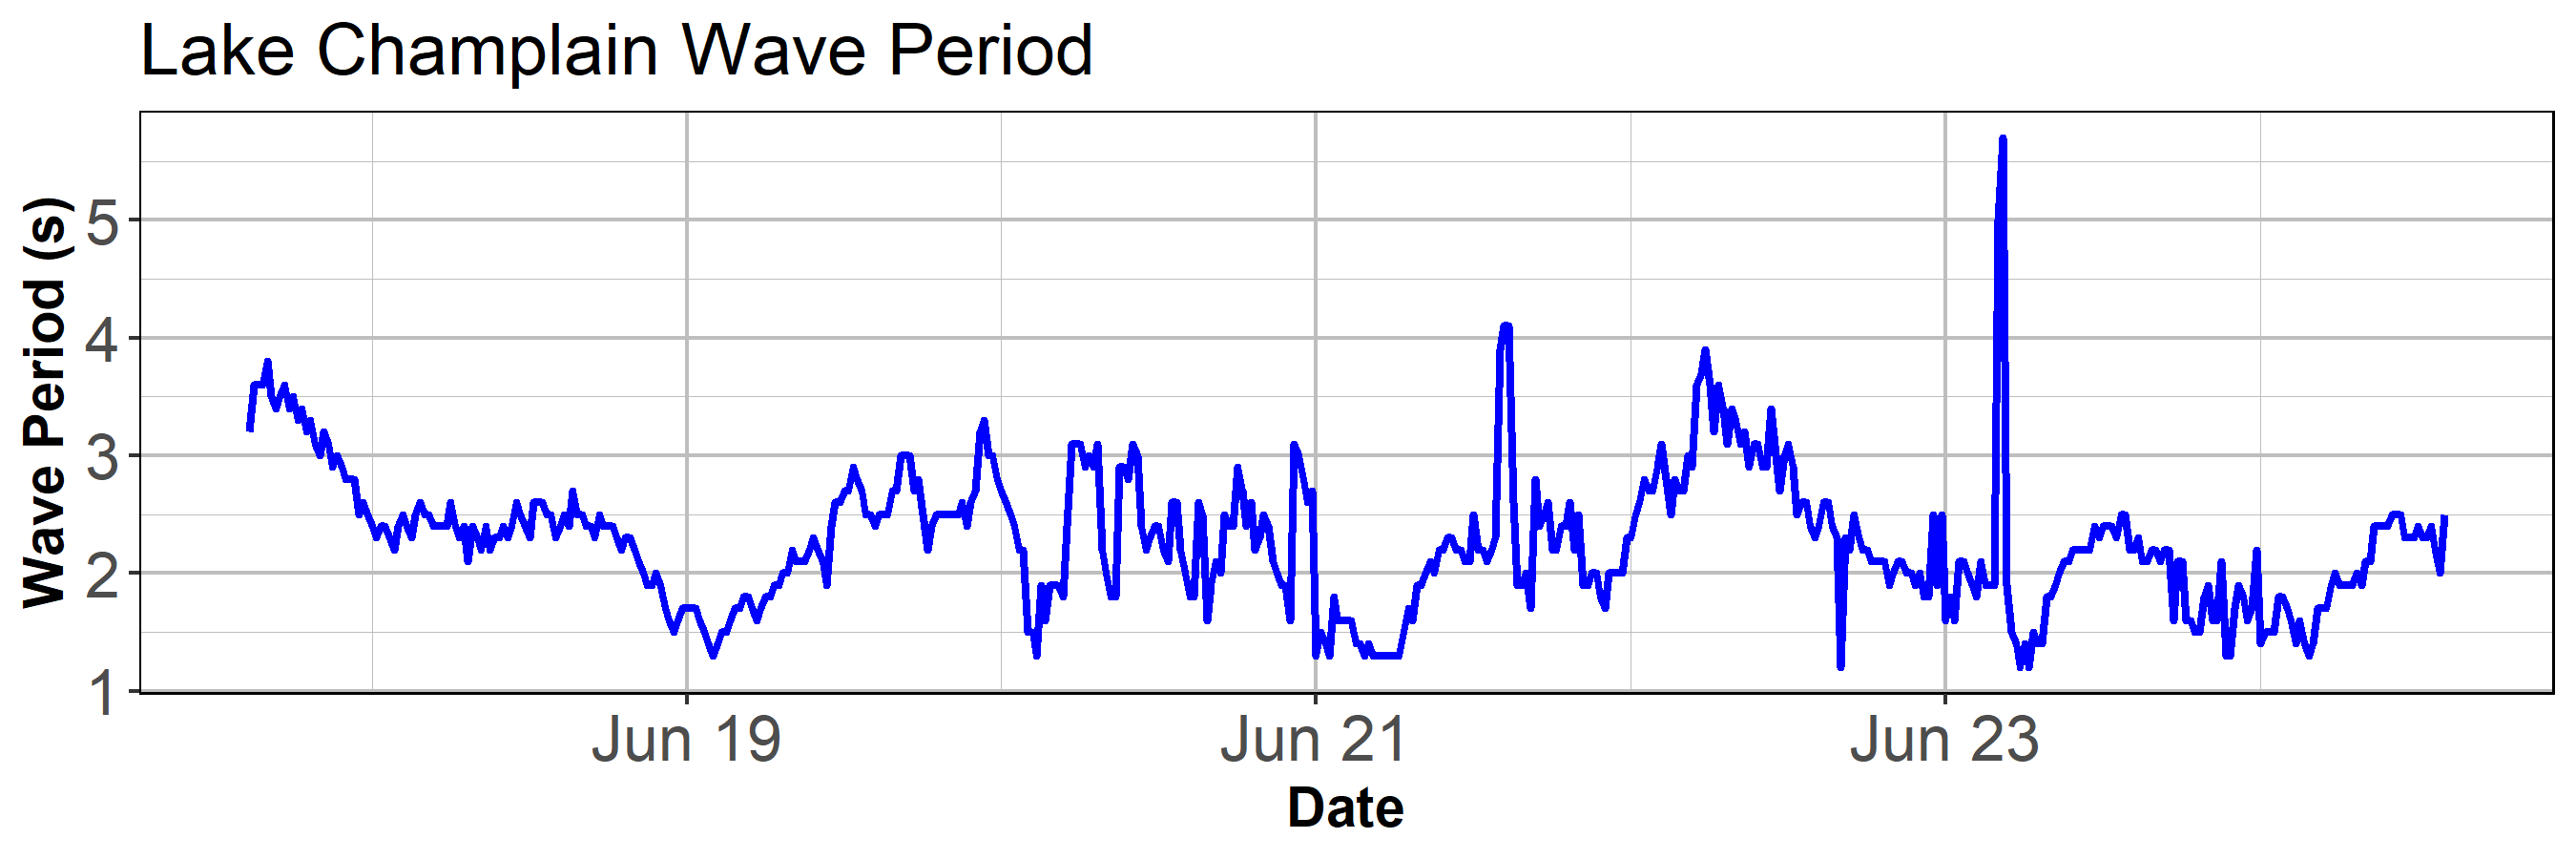 Lake Champlain Wave Period
Wave Period (s)
5
4
3
2
1
Jun 19
Jun 21
Jun 23
Date